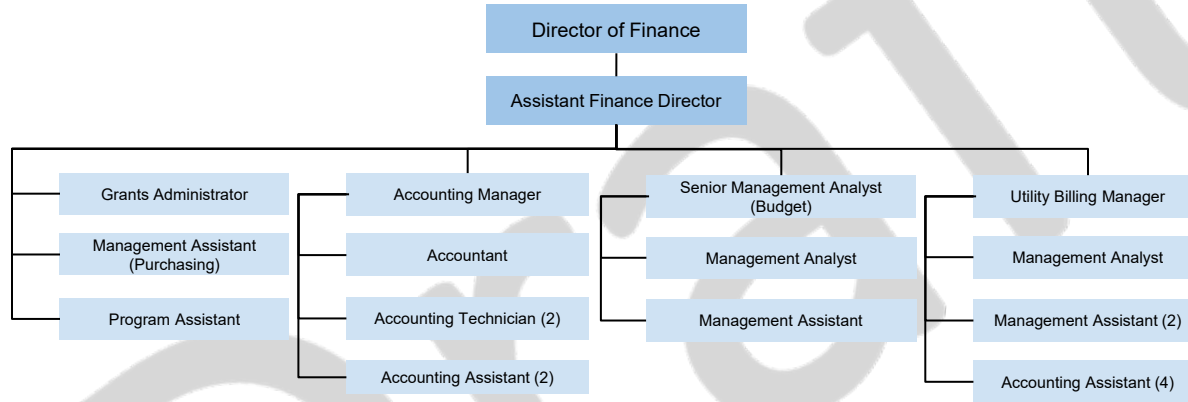 Director of Finance
Assistant Finance Director
Grants Administrator
Management Assistant
(Purchasing)
Program Assistant
Accounting Manager
Accountant
Accounting Technician (2)
Accounting Assistant (2)
Senior Management Analyst
(Budget)
Management Analyst
Management Assistant
Utility Billing Manager
Management Analyst
Management Assistant (2)
Accounting Assistant (4)